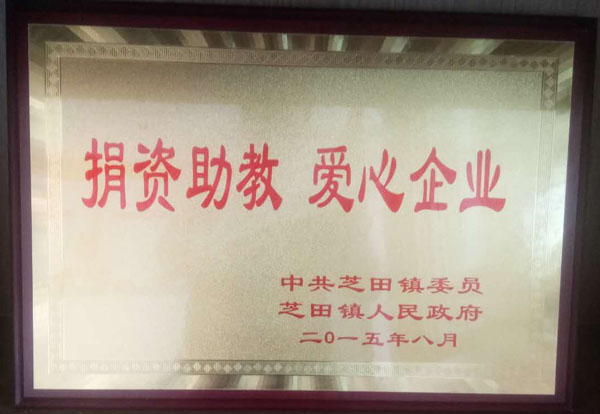 捐资助教 爱心企业
中共芝田镇委员
芝田镇人民政府
二0一五年八月